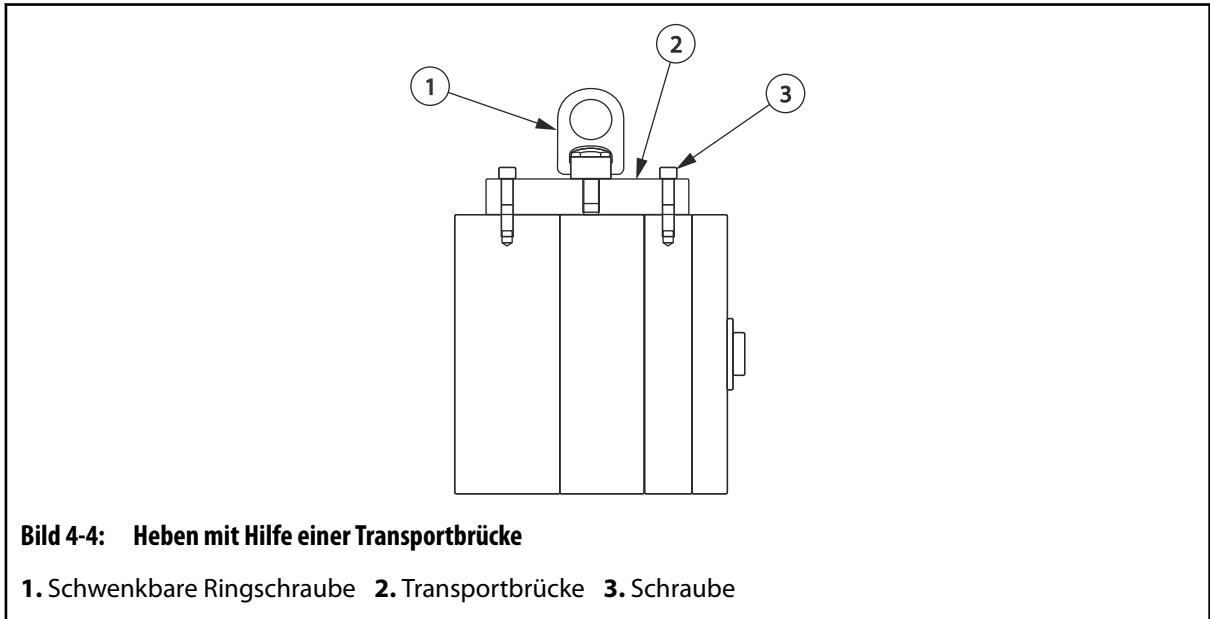 1
2
3
Bild 4-4: Heben mit Hilfe einer Transportbrücke
1. Schwenkbare Ringschraube 2. Transportbrücke 3. Schraube